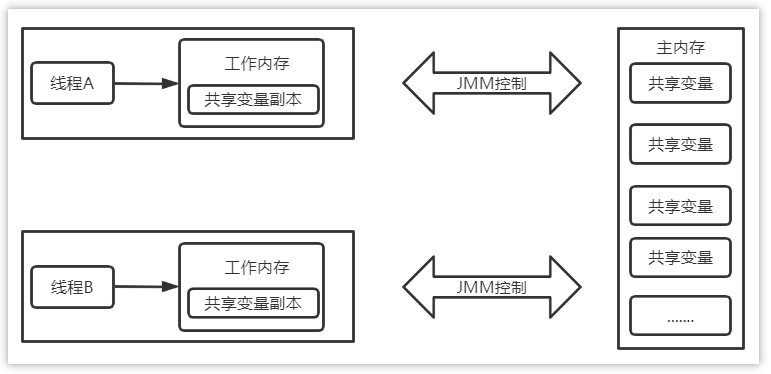 线程A
工作内存
共享变量副本
JMM控制
主内存
共享变量
共享变量
共享变量
共享变量
.......
线程B
工作内存
共享变量副本
JMM控制